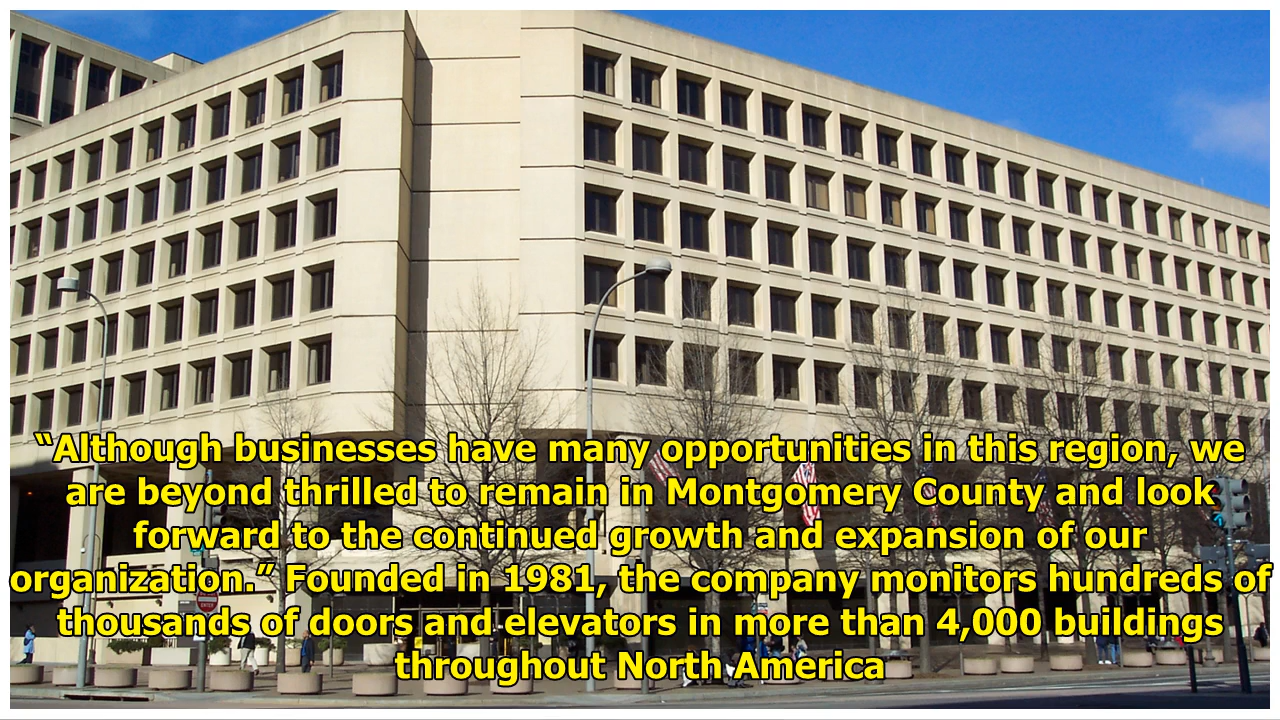 “Although businesses have many opportunities in this region, we
are beyond thrilled to remain in Montgomery County and look
forward to the continued growth and expansion of our
organization.” Founded in 1981, the company monitors hundreds of
thousands of doors and elevators in more than 4,000 buildings
throughout North America